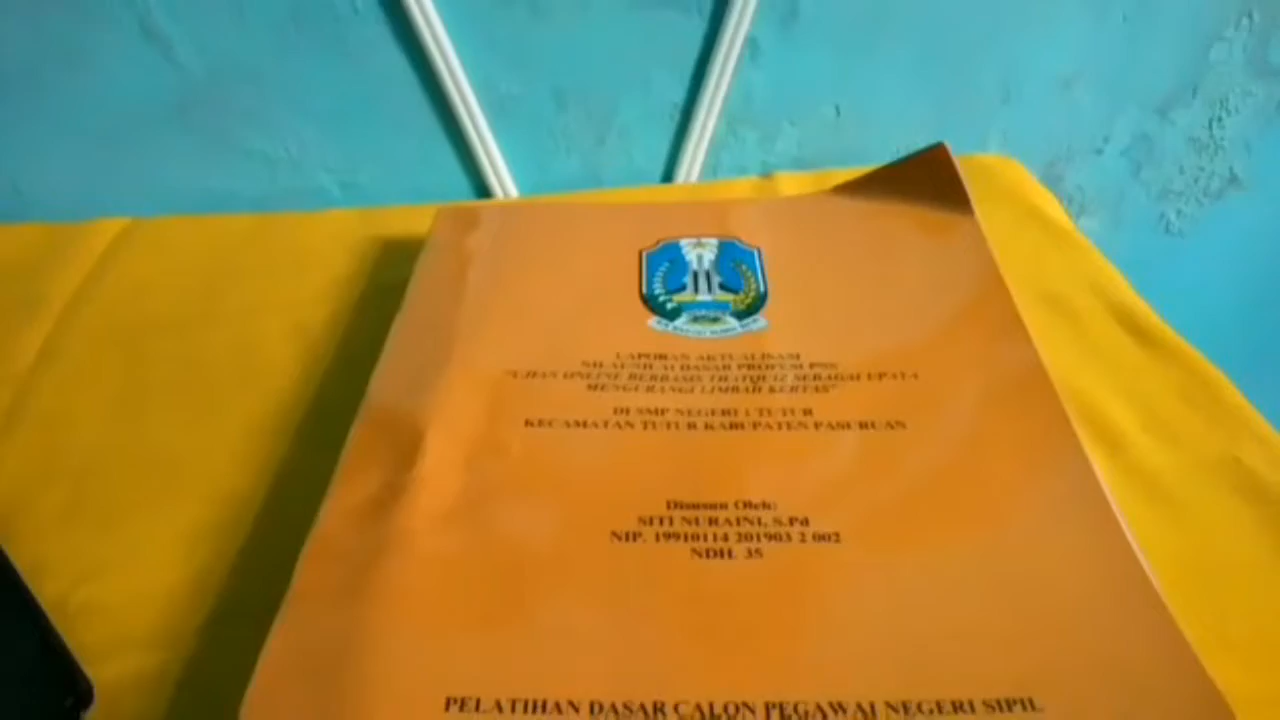 LAPORAN AKTUALISASI
NILAI-NILAI DASAR PROFESI PNS
"UJIAN ONLINE BERBASIS THATQUIZ SEBAGAI UPAYA
MENGURANGI LIMBAH KERTAS"
DI SMP NEGERI 1 TUTUR
KECAMATAN TUTUR KABUPATEN PASURUAN
Disusun Oleh:
SITI NURAINI, S.Pd
NIP. 19910114 201903 2 002
NDH. 35
PELATIHAN DASAR CALON PEGAWAI NEGERI SIPIL